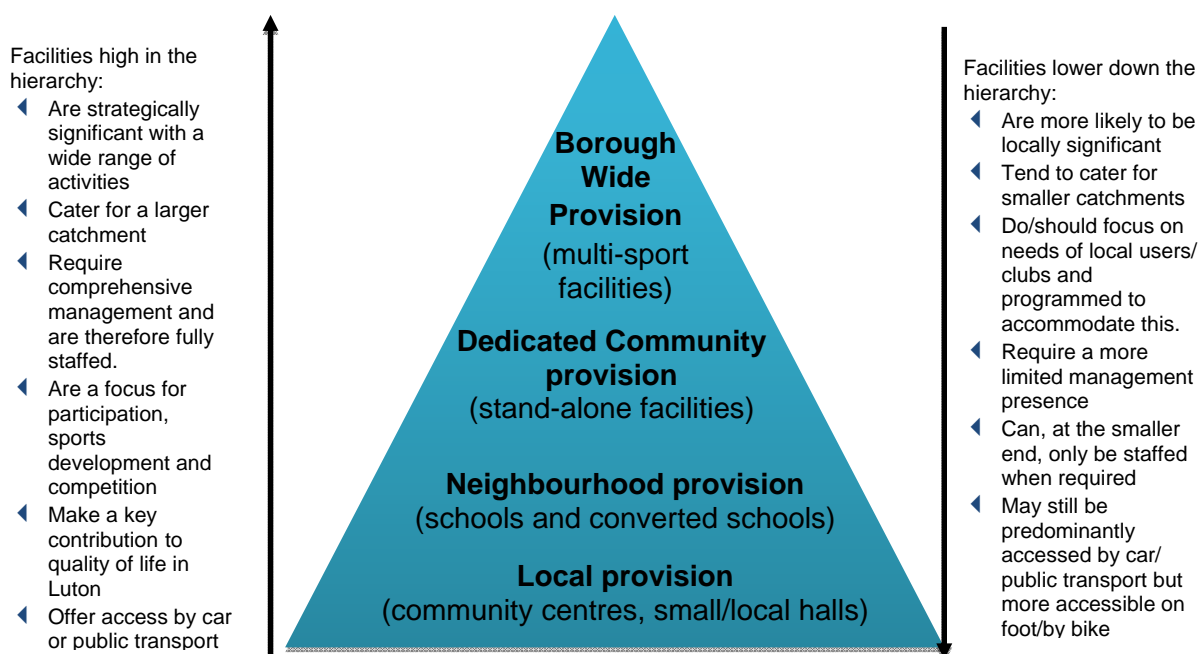 Facilities high in the
hierarchy:
Are strategically
significant with a
wide range of
activities
Cater for a larger
catchment
Require
comprehensive
management and
are therefore fully
staffed.
Are a focus for
participation,
sports
development and
competition
Make a key
contribution to
quality of life in
Luton
Offer access by car
or public transport
Borough
Wide
Provision
(multi-sport
facilities)
Dedicated Community
provision
(stand-alone facilities)
Neighbourhood provision
(schools and converted schools)
Local provision
(community centres, small/local halls)
Facilities lower down the
hierarchy:
Are more likely to be
locally significant
Tend to cater for
smaller catchments
Do/should focus on
needs of local users/
clubs and
programmed to
accommodate this.
Require a more
limited management
presence
Can, at the smaller
end, only be staffed
when required
May still be
predominantly
accessed by car/
public transport but
more accessible on
foot/by bike